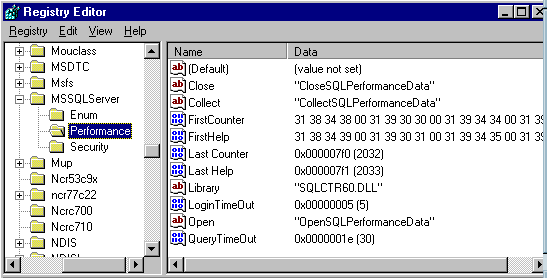 Registry Editor
Registry Edit View Help
Mouclass
MSDTC
Msfs
MSSQLServer
Enum
Performance
Security
Mup
Ncr53c9x
ncr77c22
Ncrc700
Ncrc710
NDIS
Name Data
(Default) (value not set)
Close "CloseSQLPerformanceData"
Collect "CollectSQLPerformanceData"
FirstCounter 31 38 34 38 00 31 39 30 30 00 31 39 34 34 00 31 39
FirstHelp 31 38 34 39 00 31 39 30 31 00 31 39 34 35 00 31 39
Last Counter 0x000007f0 (2032)
Last Help 0x000007f1 (2033)
Library "SQLCTR60.DLL"
LoginTimeOut 0x00000005 (5)
Open "OpenSQLPerformanceData"
QueryTimeOut 0x0000001e (30)